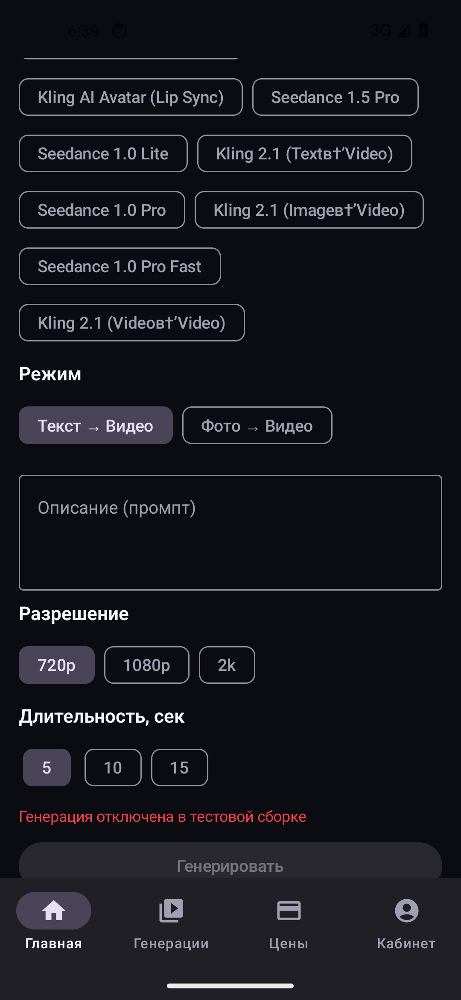 6:39 3G
Kling AI Avatar (Lip Sync) Seedance 1.5 Pro
Seedance 1.0 Lite Kling 2.1 (Textв†’Video)
Seedance 1.0 Pro Kling 2.1 (Imageв†’Video)
Seedance 1.0 Pro Fast
Kling 2.1 (Videoв†’Video)
Режим
Текст → Видео Фото → Видео
Описание (промпт)
Разрешение
720p 1080p 2k
Длительность, сек
5 10 15
Генерация отключена в тестовой сборке
Генерировать
Главная Генерации Цены Кабинет